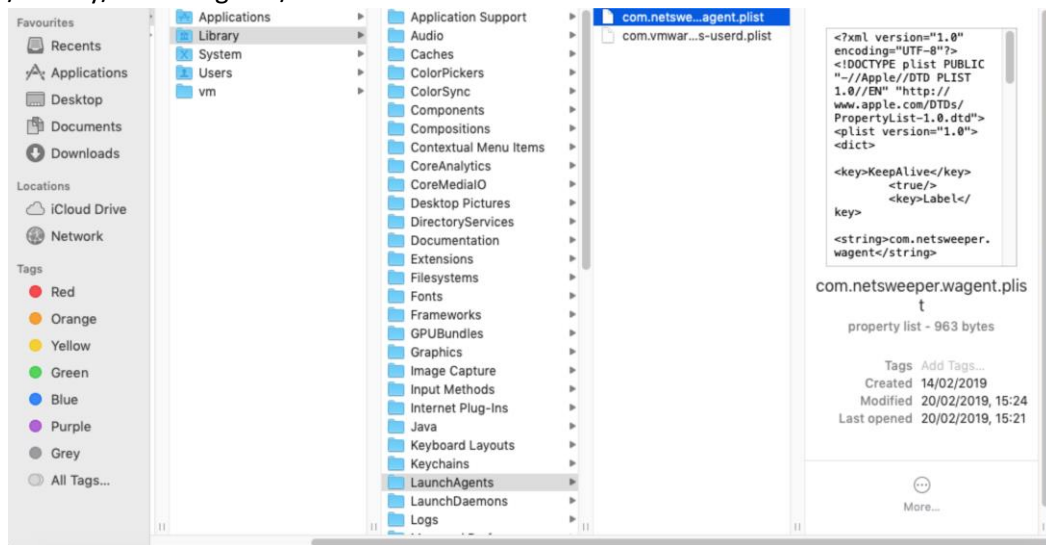 Favourites
Recents
Applications
Desktop
Documents
Downloads
Locations
iCloud Drive
Network
Tags
Red
Orange
Yellow
Green
Blue
Purple
Grey
All Tags...
Applications
Library
System
Users
vm
Application Support
Audio
Caches
ColorPickers
ColorSync
Components
Compositions
Contextual Menu Items
CoreAnalytics
CoreMediaIO
Desktop Pictures
DirectoryServices
Documentation
Extensions
Filesystems
Fonts
Frameworks
GPUBundles
Graphics
Image Capture
Input Methods
Internet Plug-Ins
Java
Keyboard Layouts
Keychains
LaunchAgents
LaunchDaemons
Logs
com.netswe...agent.plist
com.vmwar...s-userd.plist
<?xml version="1.0"
encoding="UTF-8"?>
<!DOCTYPE plist PUBLIC
"-//Apple//DTD PLIST
1.0//EN" "http://
www.apple.com/DTDs/
PropertyList-1.0.dtd">
<plist version="1.0">
<dict>
<key>KeepAlive</key>
<true/>
<key>Label</
key>
<string>com.netsweeper.
wagent</string>
com.netsweeper.wagent.plis
t
property list - 963 bytes
Tags Add Tags...
Created 14/02/2019
Modified 20/02/2019, 15:24
Last opened 20/02/2019, 15:21
More...